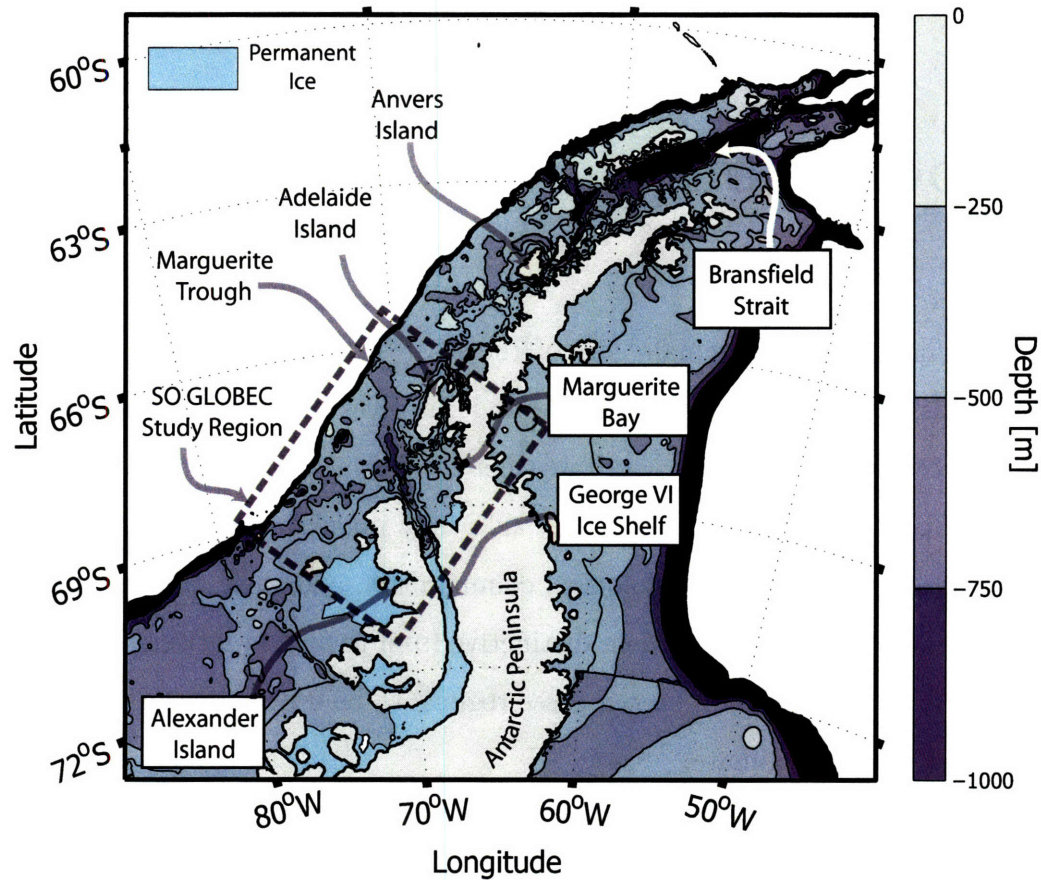 Permanent
Ice
Anvers
Island
Adelaide
Island
Marguerite
Trough
SO GLOBEC
Study Region
Bransfield
Strait
Marguerite
Bay
George VI
Ice Shelf
Alexander
Island
Antarctic Peninsula
Latitude
60°S
63°S
66°S
69°S
72°S
80°W
70°W
60°W
50°W
Longitude
0
-250
-500
-750
-1000
Depth [m]